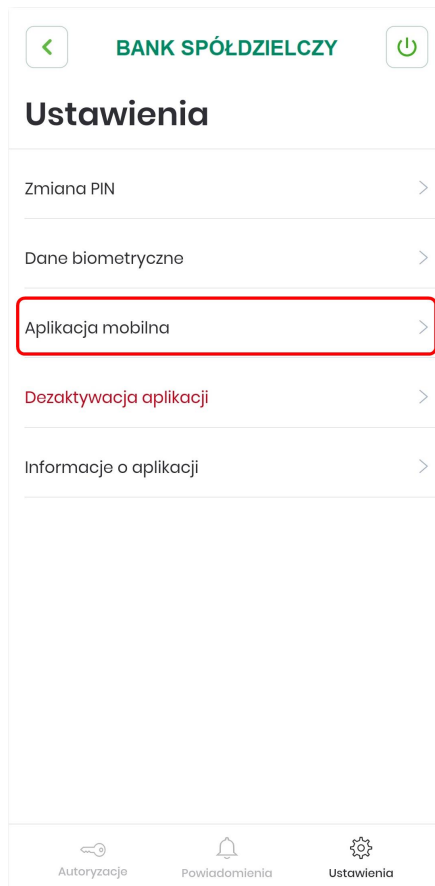 BANK SPÓŁDZIELCZY
Ustawienia
Zmiana PIN
Dane biometryczne
Aplikacja mobilna
Dezaktywacja aplikacji
Informacje o aplikacji
Autoryzacje
Powiadomienia
Ustawienia